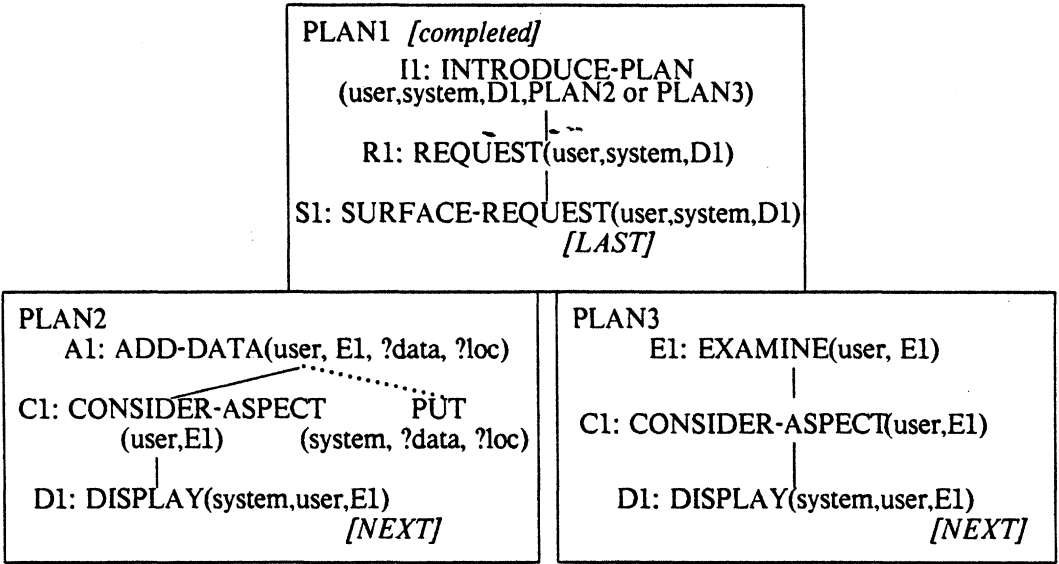 PLAN1 [completed]
I1: INTRODUCE-PLAN
(user,system,D1,PLAN2 or PLAN3)
R1: REQUEST(user,system,D1)
S1: SURFACE-REQUEST(user,system,D1)
[LAST]
PLAN2
A1: ADD-DATA(user, E1, ?data, ?loc)
C1: CONSIDER-ASPECT PUT
(user,E1) (system, ?data, ?loc)
D1: DISPLAY(system,user,E1)
[NEXT]
PLAN3
E1: EXAMINE(user, E1)
C1: CONSIDER-ASPECT(user,E1)
D1: DISPLAY(system,user,E1)
[NEXT]